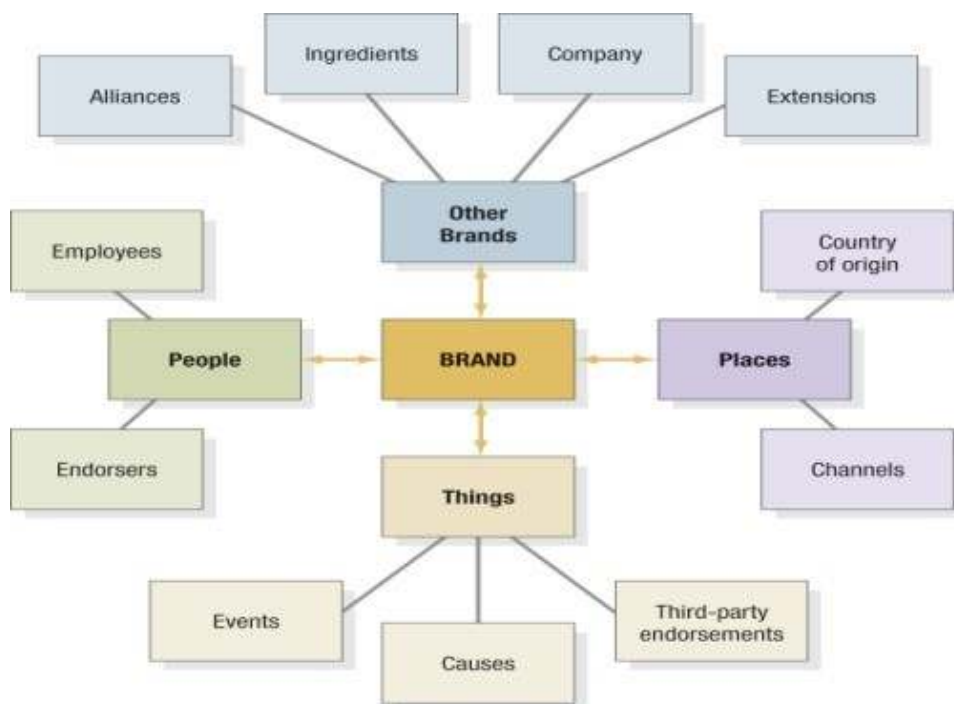 Ingredients
Company
Alliances
Extensions
Other
Brands
Employees
Country
of origin
People
BRAND
Places
Endorsers
Things
Channels
Events
Third-party
endorsements
Causes